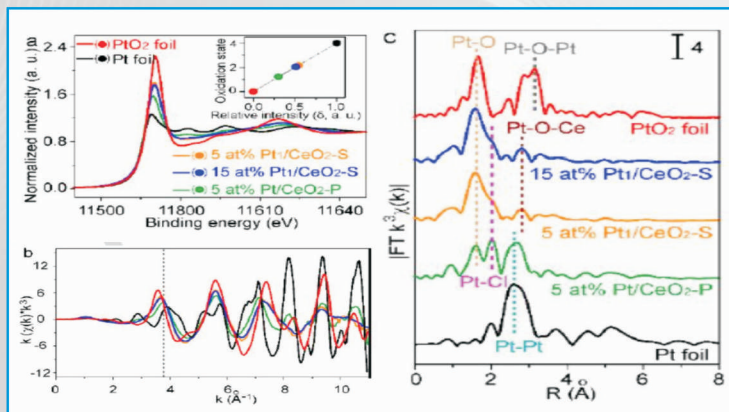 a
2.4
1.6
0.8
0.0
Normalized intensity (a. u.)
PtO2 foil
Pt foil
Oxidation state
4
2
0
0.0 0.5 1.0
Relative intensity (δ, a. u.)
5 at% Pt1/CeO2-S
15 at% Pt1/CeO2-S
5 at% Pt/CeO2-P
11500 11800 11610 11640
Binding energy (eV)
b
12
6
0
-6
-12
k (χ(k)*k3)
0 2 4 6 8 10
k (Å-1)
C
4
Pt-O
Pt-O-Pt
PtO2 foil
Pt-O-Ce
15 at% Pt1/CeO2-S
5 at% Pt1/CeO2-S
Pt-Cl
5 at% Pt/CeO2-P
Pt-Pt
Pt foil
|FT k3χ(k)|
0 2 4 6 8
R (Å)